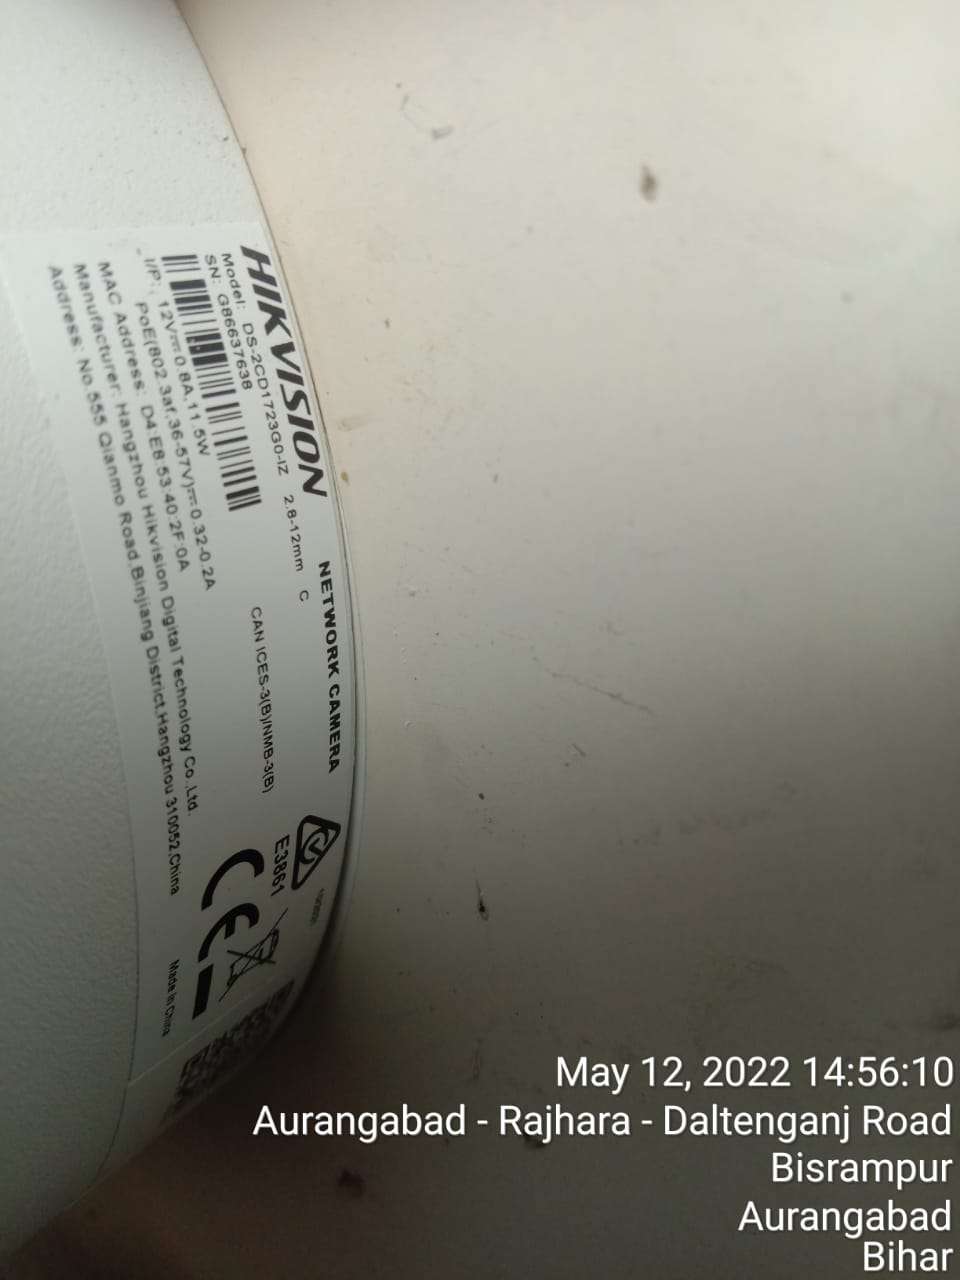 HIKVISION
NETWORK CAMERA
Model: DS-2CD1723G0-IZ 2.8-12mm C
SN: G86637638
CAN ICES-3(B)/NMB-3(B)
I/P: 12V⎓0.8A,11.5W
PoE(802.3af,36-57V)⎓0.32-0.2A
MAC Address: D4:E8:53:40:2F:0A
Manufacturer: Hangzhou Hikvision Digital Technology Co.,Ltd.
Address: No.555 Qianmo Road,Binjiang District,Hangzhou 310052,China
E3861
CE
Made in China
May 12, 2022 14:56:10
Aurangabad - Rajhara - Daltenganj Road
Bisrampur
Aurangabad
Bihar